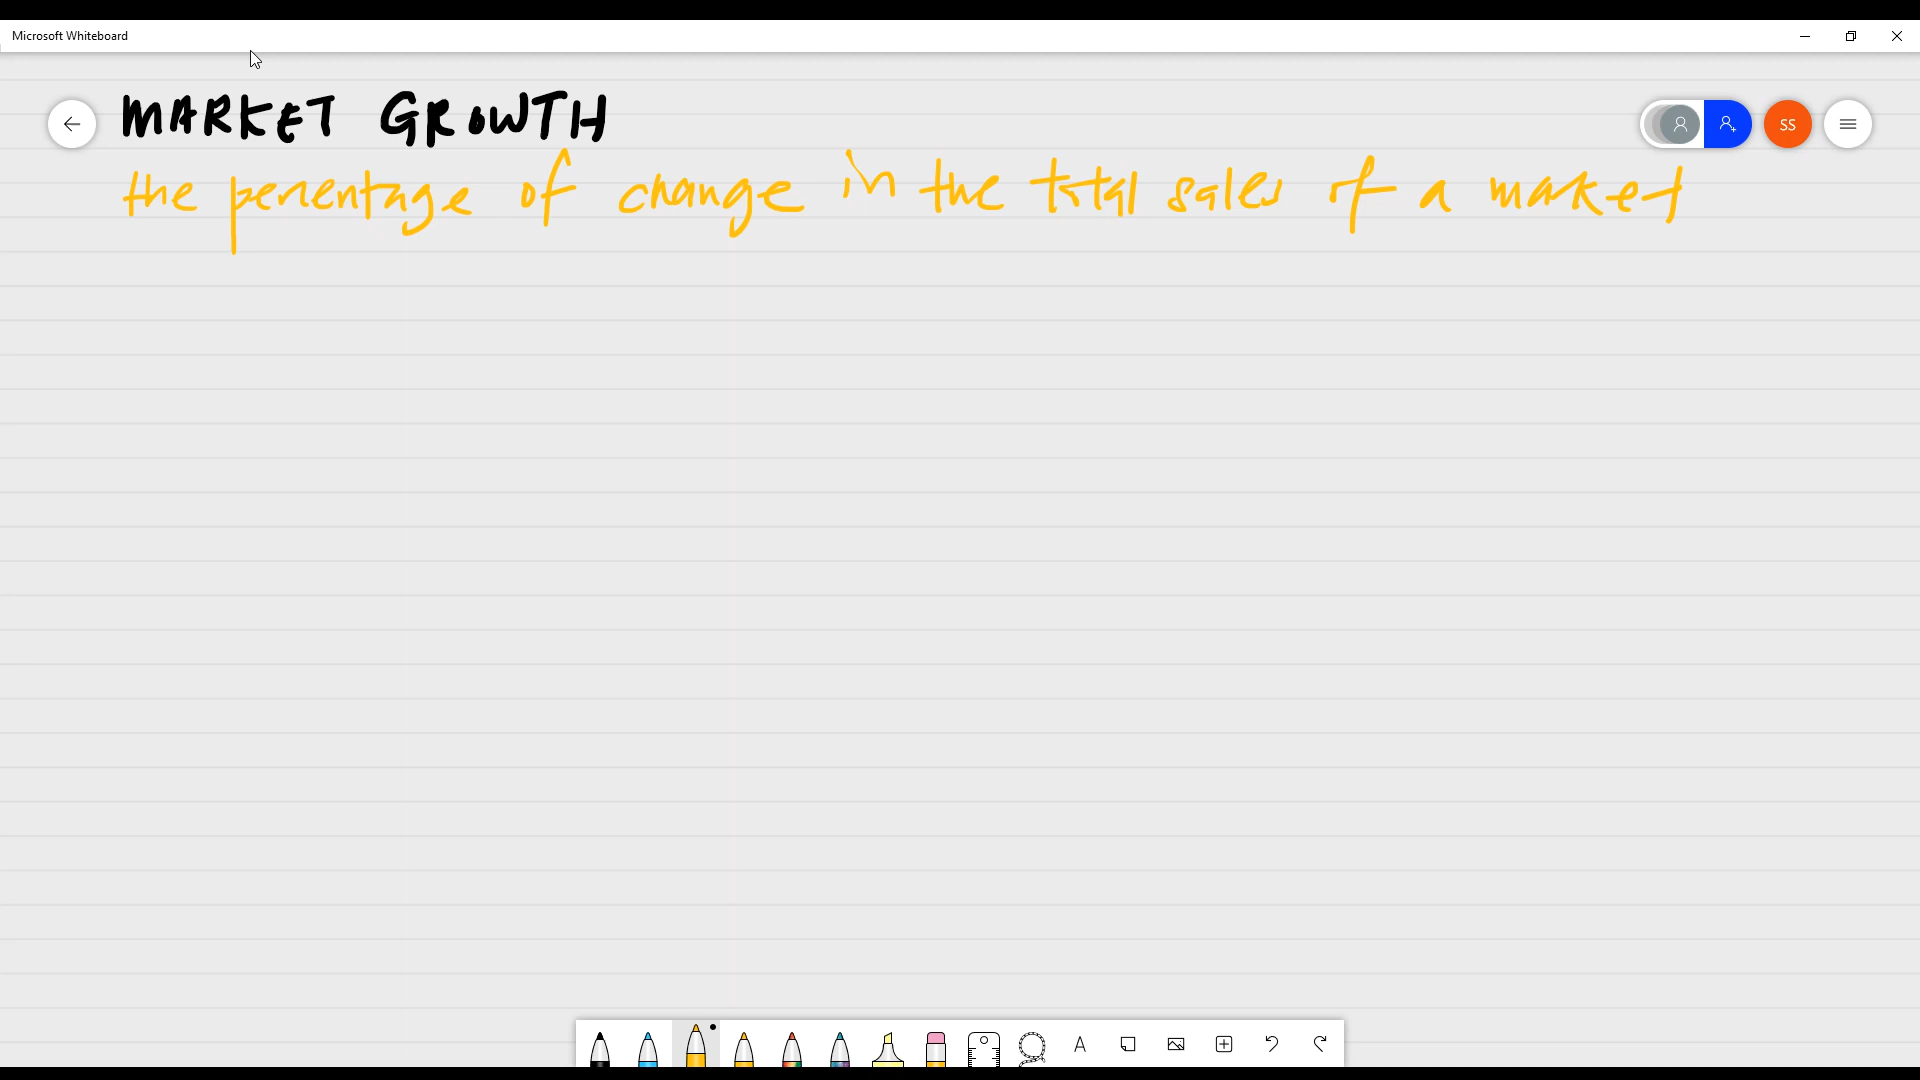 Microsoft Whiteboard
MARKET GROWTH
SS
the percentage of change in the total sales of a market
A